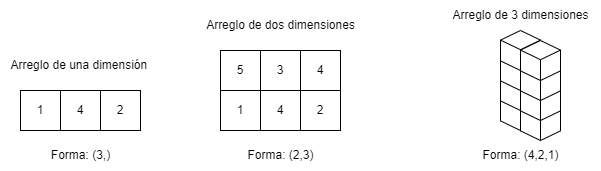 Arreglo de una dimensión
1 4 2
Forma: (3,)
Arreglo de dos dimensiones
5 3 4
1 4 2
Forma: (2,3)
Arreglo de 3 dimensiones
Forma: (4,2,1)